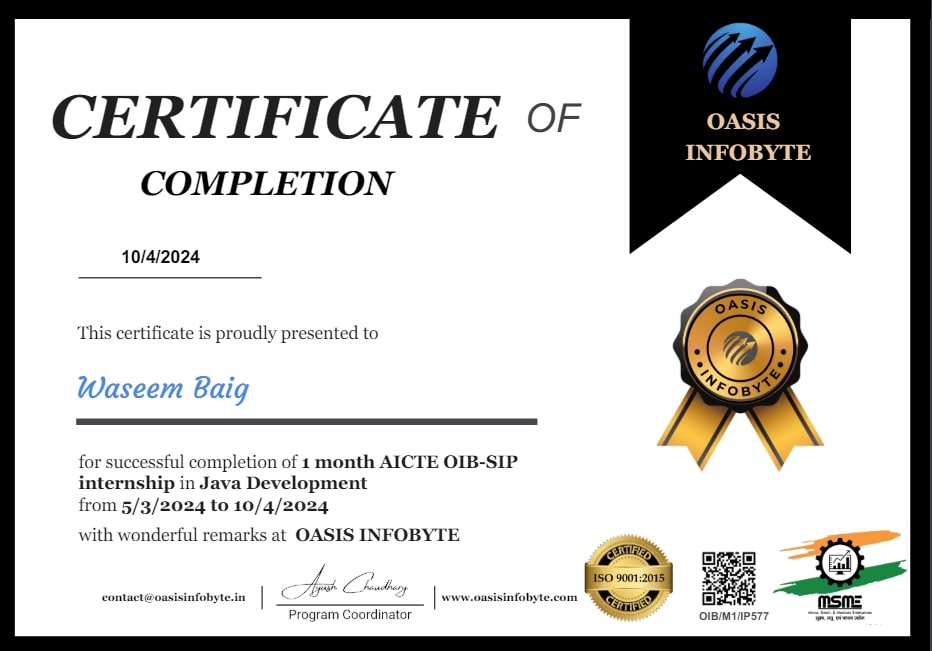 CERTIFICATE OF
COMPLETION
OASIS
INFOBYTE
10/4/2024
This certificate is proudly presented to
Waseem Baig
OASIS
INFOBYTE
for successful completion of 1 month AICTE OIB-SIP
internship in Java Development
from 5/3/2024 to 10/4/2024
with wonderful remarks at OASIS INFOBYTE
contact@oasisinfobyte.in
Ayush Chaudhary
Program Coordinator
www.oasisinfobyte.com
CERTIFIED
ISO 9001:2015
CERTIFIED
OIB/M1/IP577
MSME